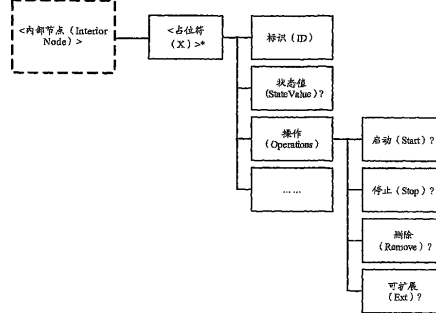 <内部节点（Interior
Node）>
<占位符
（X）>*
标识（ID）
状态值
(StateValue)？
操作
（Operations）
……
启动（Start）？
停止（Stop）？
删除
（Remove）？
可扩展
（Ext）？